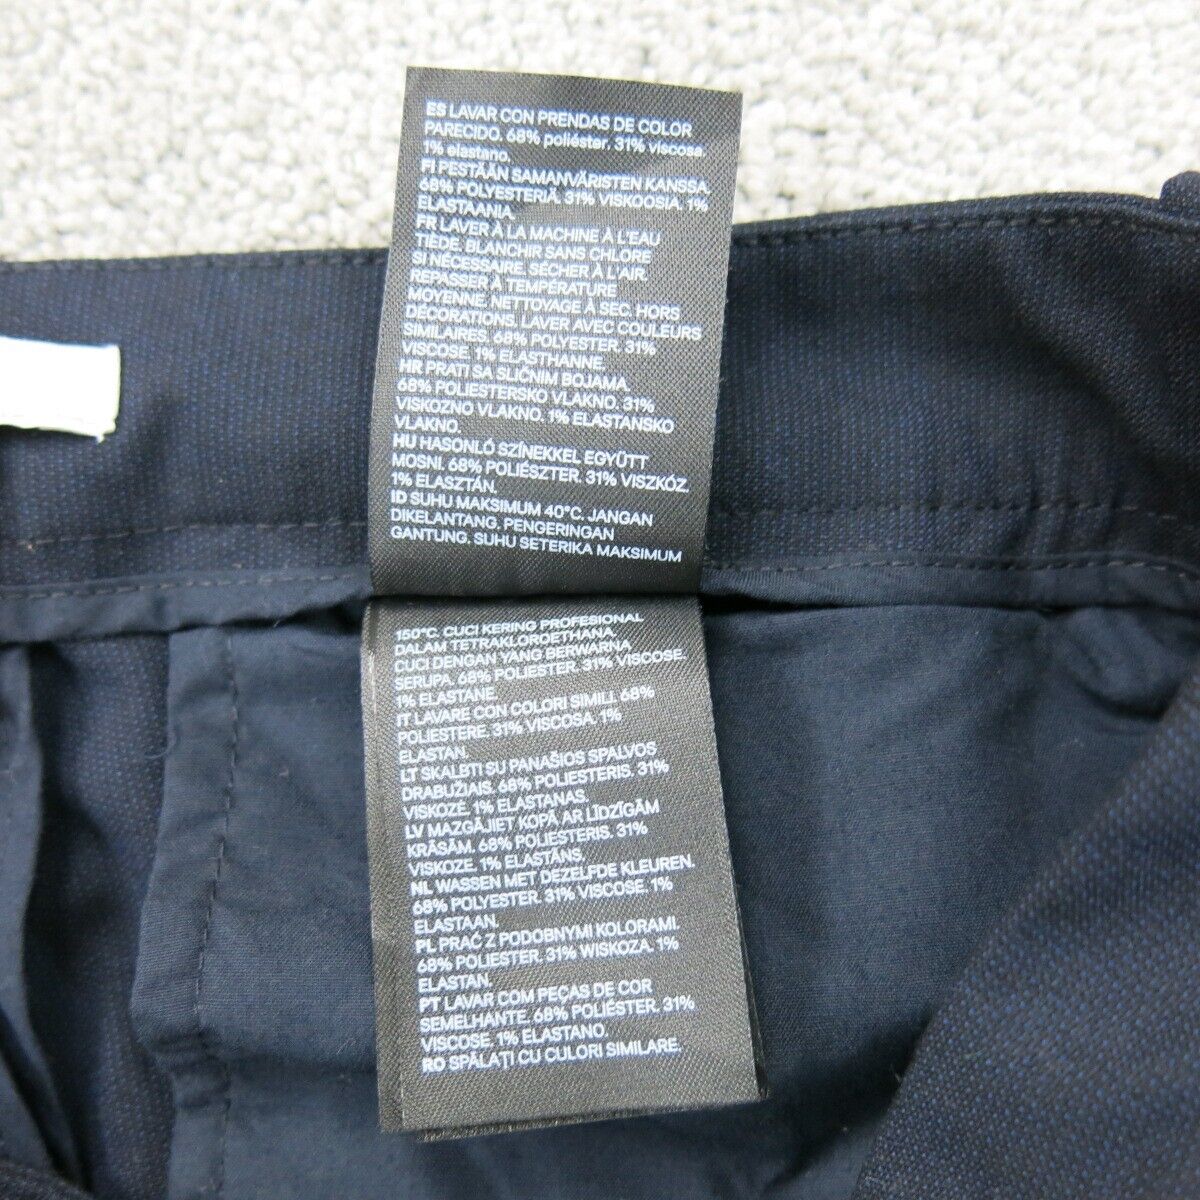 ES LAVAR CON PRENDAS DE COLOR
PARECIDO. 68% poliéster. 31% viscosa.
1% elastano.
FI PESTÄÄN SAMANVÄRISTEN KANSSA.
68% POLYESTERIÄ. 31% VISKOOSIA. 1%
ELASTAANIA.
FR LAVER À LA MACHINE À L'EAU
TIÈDE. BLANCHIR SANS CHLORE
SI NÉCESSAIRE. SÉCHER À L'AIR.
REPASSER À TEMPÉRATURE
MOYENNE. NETTOYAGE À SEC. HORS
DÉCORATIONS. LAVER AVEC COULEURS
SIMILAIRES. 68% POLYESTER. 31%
VISCOSE. 1% ELASTHANNE.
HR PRATI SA SLIČNIM BOJAMA.
68% POLIESTERSKO VLAKNO. 31%
VISKOZNO VLAKNO. 1% ELASTANSKO
VLAKNO.
HU HASONLÓ SZÍNEKKEL EGYÜTT
MOSNI. 68% POLIÉSZTER. 31% VISZKÓZ.
1% ELASZTÁN.
ID SUHU MAKSIMUM 40°C. JANGAN
DIKELANTANG. PENGERINGAN
GANTUNG. SUHU SETERIKA MAKSIMUM
150°C. CUCI KERING PROFESIONAL
DALAM TETRAKLOROETHANA.
CUCI DENGAN YANG BERWARNA
SERUPA. 68% POLYESTER. 31% VISCOSE.
1% ELASTANE.
IT LAVARE CON COLORI SIMILI. 68%
POLIESTERE. 31% VISCOSA. 1%
ELASTAN.
LT SKALBTI SU PANAŠIOS SPALVOS
DRABUŽIAIS. 68% POLIESTERIS. 31%
VISKOZĖ. 1% ELASTANAS.
LV MAZGĀJIET KOPĀ AR LĪDZĪGĀM
KRĀSĀM. 68% POLIESTERIS. 31%
VISKOZE. 1% ELASTĀNS.
NL WASSEN MET DEZELFDE KLEUREN.
68% POLYESTER. 31% VISCOSE. 1%
ELASTAAN.
PL PRAĆ Z PODOBNYMI KOLORAMI.
68% POLIESTER. 31% WISKOZA. 1%
ELASTAN.
PT LAVAR COM PEÇAS DE COR
SEMELHANTE. 68% POLIÉSTER. 31%
VISCOSE. 1% ELASTANO.
RO SPĂLAȚI CU CULORI SIMILARE.